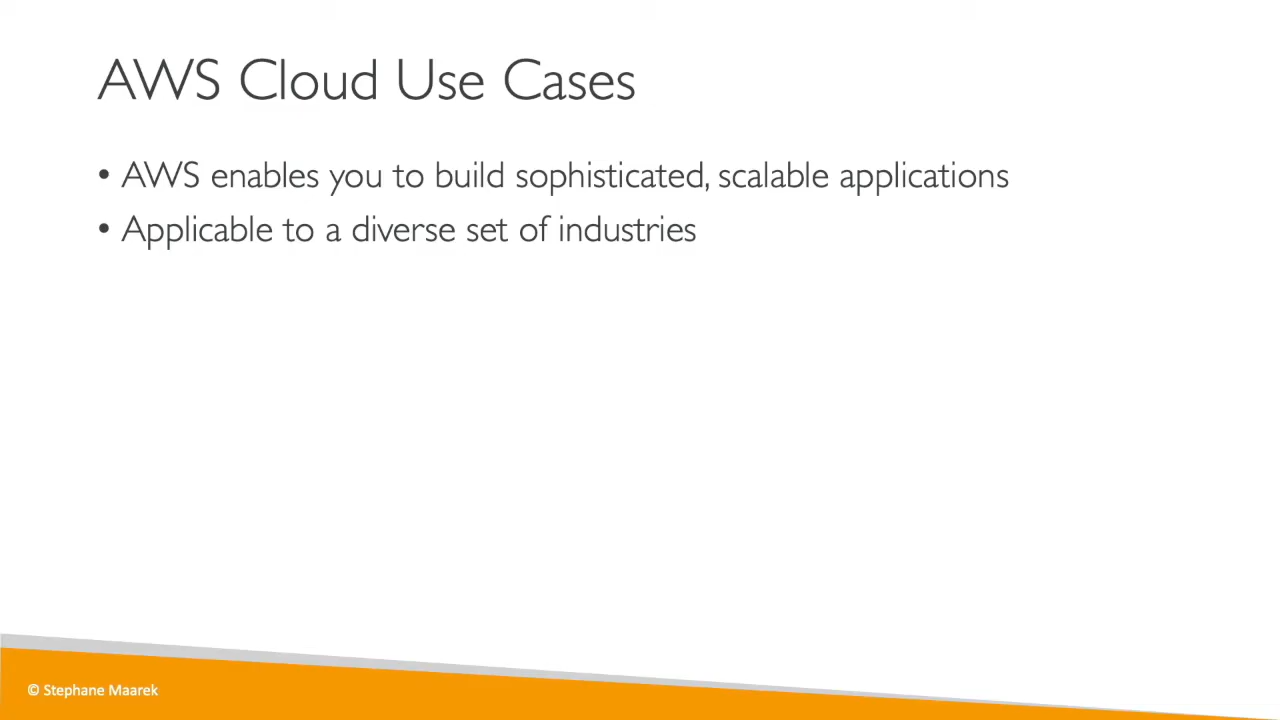 AWS Cloud Use Cases
• AWS enables you to build sophisticated, scalable applications
• Applicable to a diverse set of industries
© Stephane Maarek